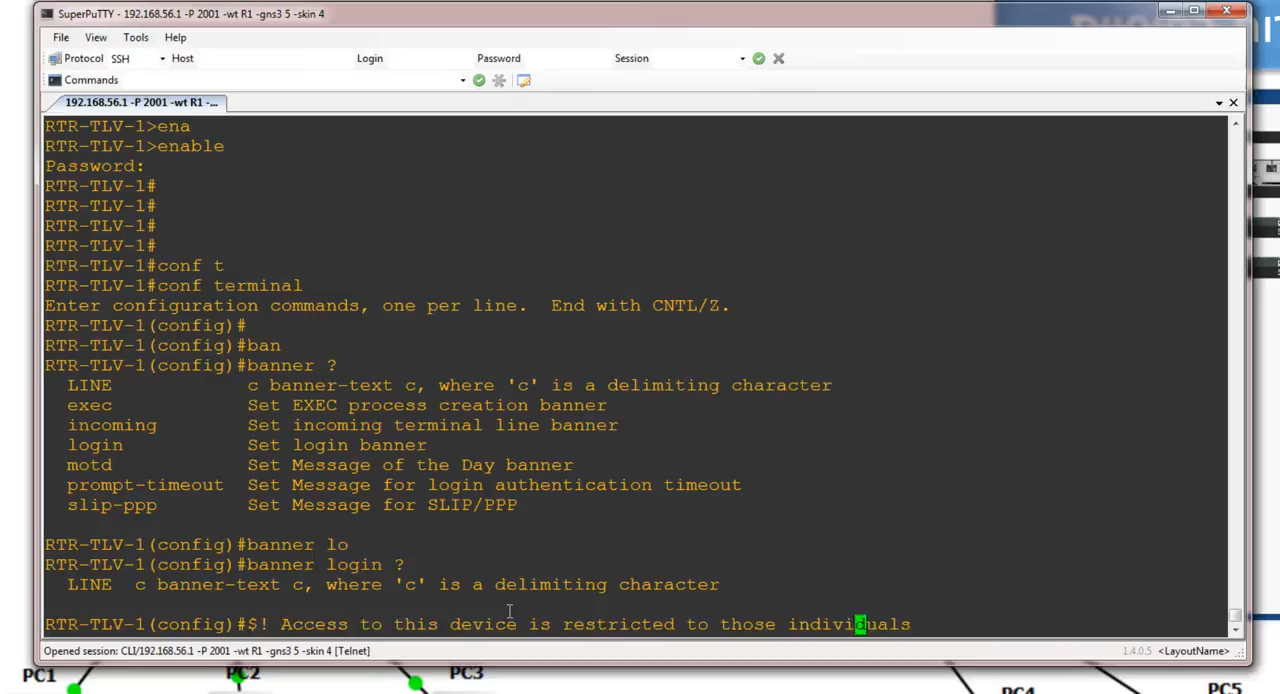 SuperPuTTY - 192.168.56.1 -P 2001 -wt R1 -gns3 5 -skin 4
File View Tools Help
Protocol SSH Host Login Password Session
Commands
192.168.56.1 -P 2001 -wt R1 -...
RTR-TLV-1>ena
RTR-TLV-1>enable
Password:
RTR-TLV-1#
RTR-TLV-1#
RTR-TLV-1#
RTR-TLV-1#
RTR-TLV-1#conf t
RTR-TLV-1#conf terminal
Enter configuration commands, one per line.  End with CNTL/Z.
RTR-TLV-1(config)#
RTR-TLV-1(config)#ban
RTR-TLV-1(config)#banner ?
  LINE            c banner-text c, where 'c' is a delimiting character
  exec            Set EXEC process creation banner
  incoming        Set incoming terminal line banner
  login           Set login banner
  motd            Set Message of the Day banner
  prompt-timeout  Set Message for login authentication timeout
  slip-ppp        Set Message for SLIP/PPP
RTR-TLV-1(config)#banner lo
RTR-TLV-1(config)#banner login ?
  LINE  c banner-text c, where 'c' is a delimiting character
RTR-TLV-1(config)#$! Access to this device is restricted to those individuals
Opened session: CLI/192.168.56.1 -P 2001 -wt R1 -gns3 5 -skin 4 [Telnet] 1.4.0.5 <LayoutName>
PC1 PC2 PC3 PC4 PC5